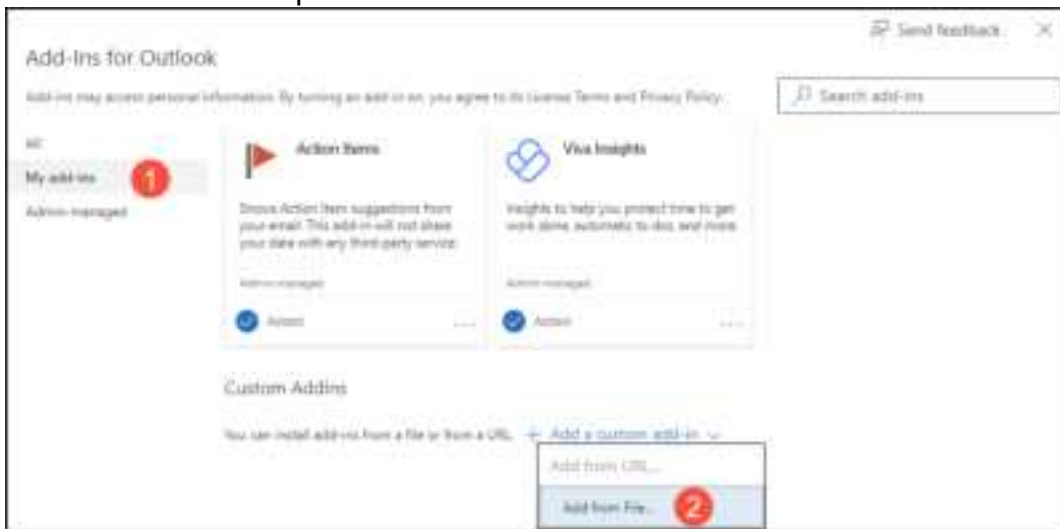 Send feedback
Add-Ins for Outlook
Add-ins may access personal information. By turning an add-in on, you agree to its License Terms and Privacy Policy.
Search add-ins
All
My add-ins
1
Admin-managed
Action Items
Shows Action Item suggestions from
your email. This add-in will not share
your data with any third-party service.
Admin-managed
Added
...
Viva Insights
Insights to help you protect time to get
work done, automatic to-dos, and more
Admin-managed
Added
...
Custom Addins
You can install add-ins from a file or from a URL.
+ Add a custom add-in
Add from URL...
Add from File...
2